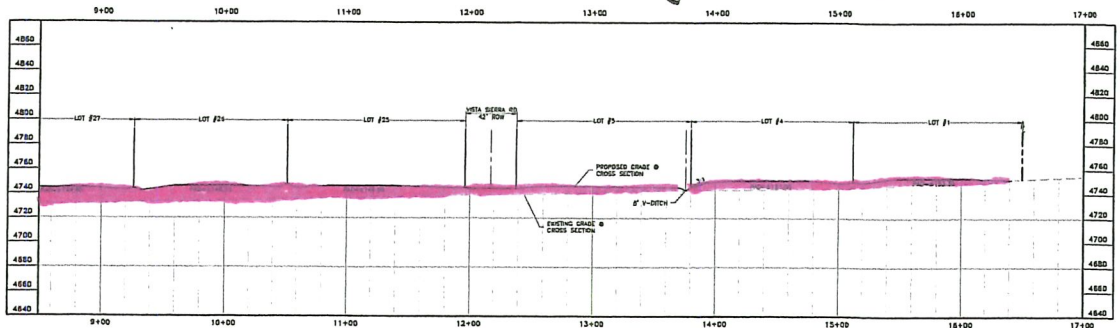 9+00 10+00 11+00 12+00 13+00 14+00 15+00 16+00 17+00
4860 4860
4840 4840
4820 4820
4800 4800
4780 4780
4760 4760
4740 4740
4720 4720
4700 4700
4680 4680
4660 4660
4640 4640
LOT #27 LOT #26 LOT #25
VISTA SIERRA RD
42' ROW
LOT #5 LOT #4 LOT #1
PROPOSED GRADE @
CROSS SECTION
8" V-DITCH
EXISTING GRADE @
CROSS SECTION
9+00 10+00 11+00 12+00 13+00 14+00 15+00 16+00 17+00